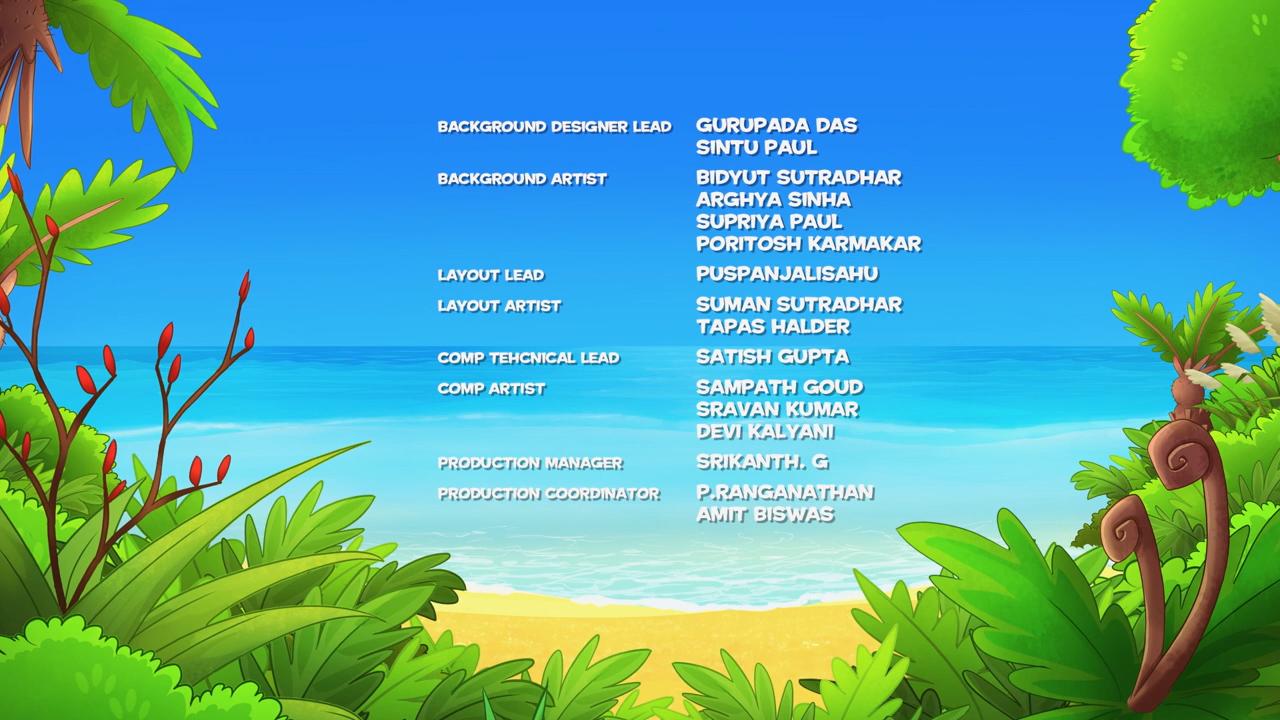 BACKGROUND DESIGNER LEAD GURUPADA DAS
SINTU PAUL
BACKGROUND ARTIST BIDYUT SUTRADHAR
ARGHYA SINHA
SUPRIYA PAUL
PORITOSH KARMAKAR
LAYOUT LEAD PUSPANJALISAHU
LAYOUT ARTIST SUMAN SUTRADHAR
TAPAS HALDER
COMP TEHCNICAL LEAD SATISH GUPTA
COMP ARTIST SAMPATH GOUD
SRAVAN KUMAR
DEVI KALYANI
PRODUCTION MANAGER SRIKANTH. G
PRODUCTION COORDINATOR P.RANGANATHAN
AMIT BISWAS